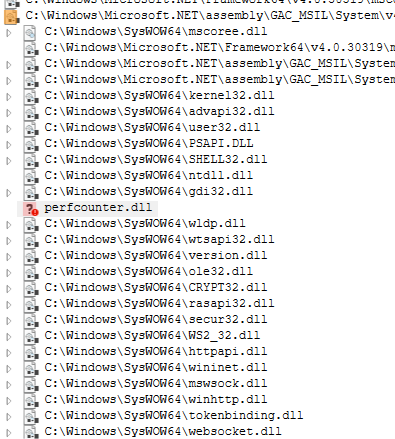 C:\Windows\Microsoft.NET\assembly\GAC_MSIL\System\v
C:\Windows\SysWOW64\mscoree.dll
C:\Windows\Microsoft.NET\Framework64\v4.0.30319\m
C:\Windows\Microsoft.NET\assembly\GAC_MSIL\System
C:\Windows\Microsoft.NET\assembly\GAC_MSIL\System
C:\Windows\SysWOW64\kernel32.dll
C:\Windows\SysWOW64\advapi32.dll
C:\Windows\SysWOW64\user32.dll
C:\Windows\SysWOW64\PSAPI.DLL
C:\Windows\SysWOW64\SHELL32.dll
C:\Windows\SysWOW64\ntdll.dll
C:\Windows\SysWOW64\gdi32.dll
perfcounter.dll
C:\Windows\SysWOW64\wldp.dll
C:\Windows\SysWOW64\wtsapi32.dll
C:\Windows\SysWOW64\version.dll
C:\Windows\SysWOW64\ole32.dll
C:\Windows\SysWOW64\CRYPT32.dll
C:\Windows\SysWOW64\rasapi32.dll
C:\Windows\SysWOW64\secur32.dll
C:\Windows\SysWOW64\WS2_32.dll
C:\Windows\SysWOW64\httpapi.dll
C:\Windows\SysWOW64\wininet.dll
C:\Windows\SysWOW64\mswsock.dll
C:\Windows\SysWOW64\winhttp.dll
C:\Windows\SysWOW64\tokenbinding.dll
C:\Windows\SysWOW64\websocket.dll